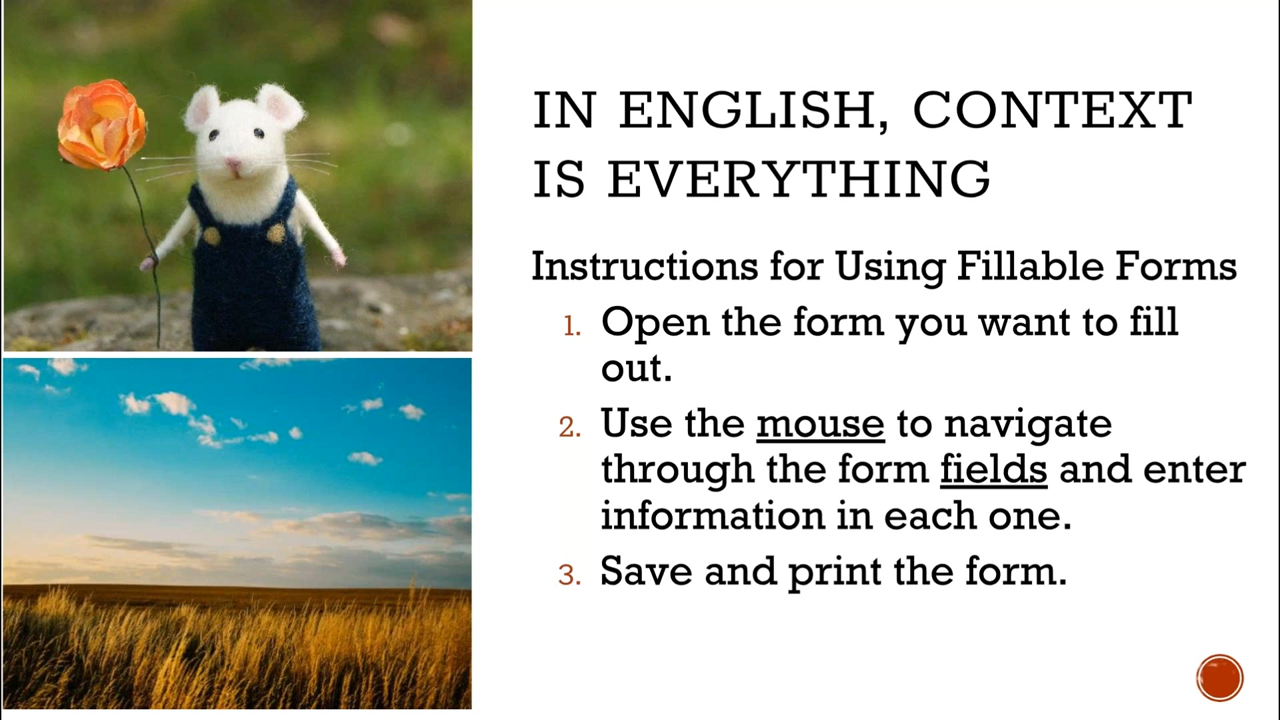 IN ENGLISH, CONTEXT
IS EVERYTHING
Instructions for Using Fillable Forms
1. Open the form you want to fill
out.
2. Use the mouse to navigate
through the form fields and enter
information in each one.
3. Save and print the form.